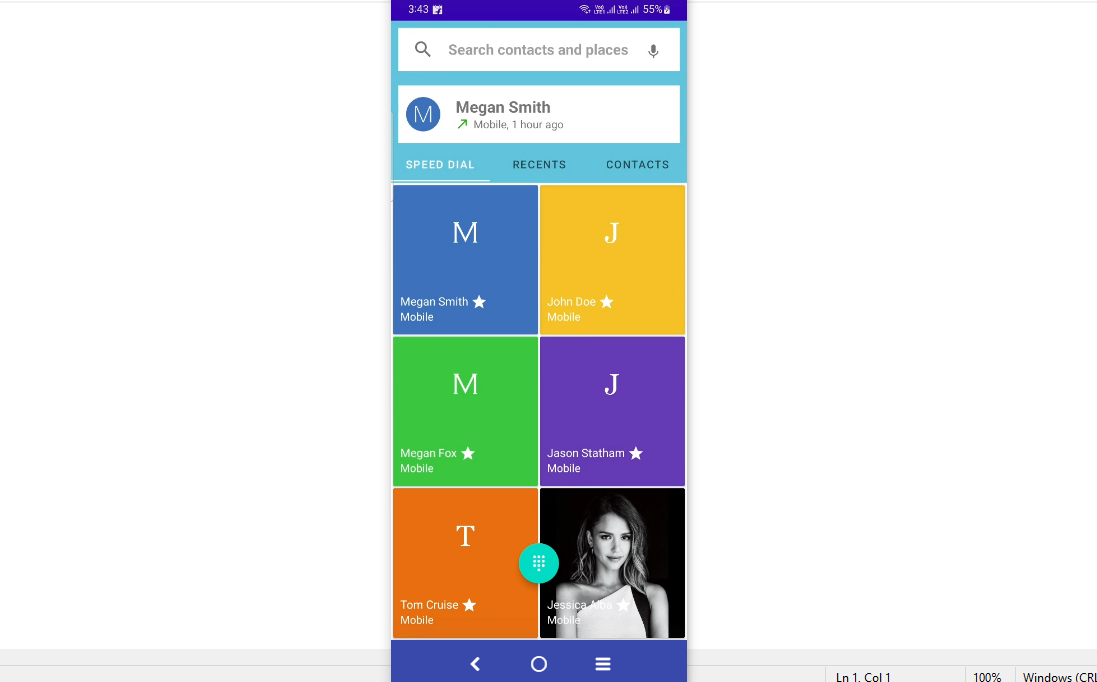 3:43 55%
Search contacts and places
M
Megan Smith
Mobile, 1 hour ago
SPEED DIAL RECENTS CONTACTS
M J
Megan Smith John Doe
Mobile Mobile
M J
Megan Fox Jason Statham
Mobile Mobile
T
Tom Cruise Jessica Alba
Mobile Mobile
Ln 1, Col 1 100% Windows (CRL